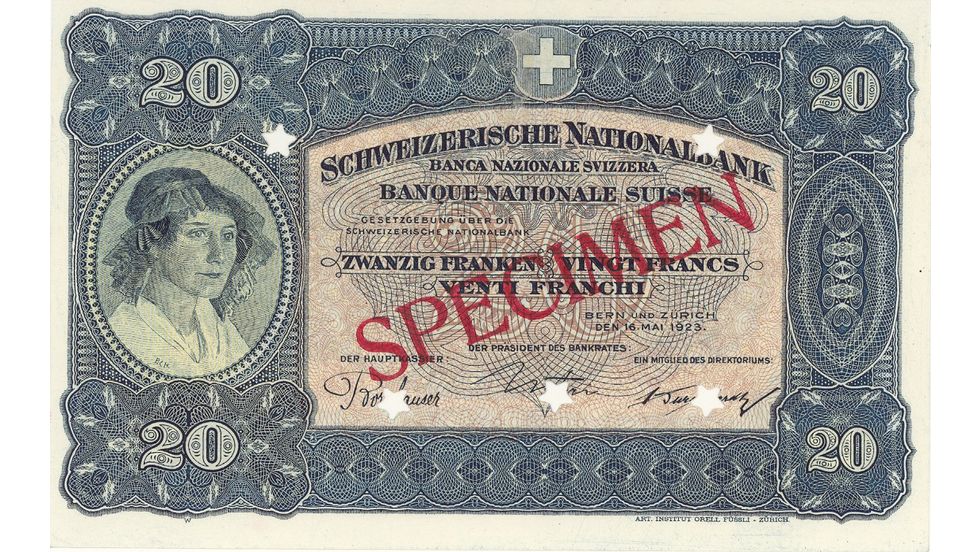 20
20
SCHWEIZERISCHE NATIONALBANK
BANCA NAZIONALE SVIZZERA
BANQUE NATIONALE SUISSE
GESETZGEBUNG ÜBER DIE
SCHWEIZERISCHE NATIONALBANK
ZWANZIG FRANKEN VINGT FRANCS
VENTI FRANCHI
SPECIMEN
BERN UND ZÜRICH
DEN 16. MAI 1923.
DER PRÄSIDENT DES BANKRATES:
DER HAUPTKASSIER:
EIN MITGLIED DES DIREKTORIUMS:
20
20
W
ART. INSTITUT ORELL FÜSSLI - ZÜRICH.